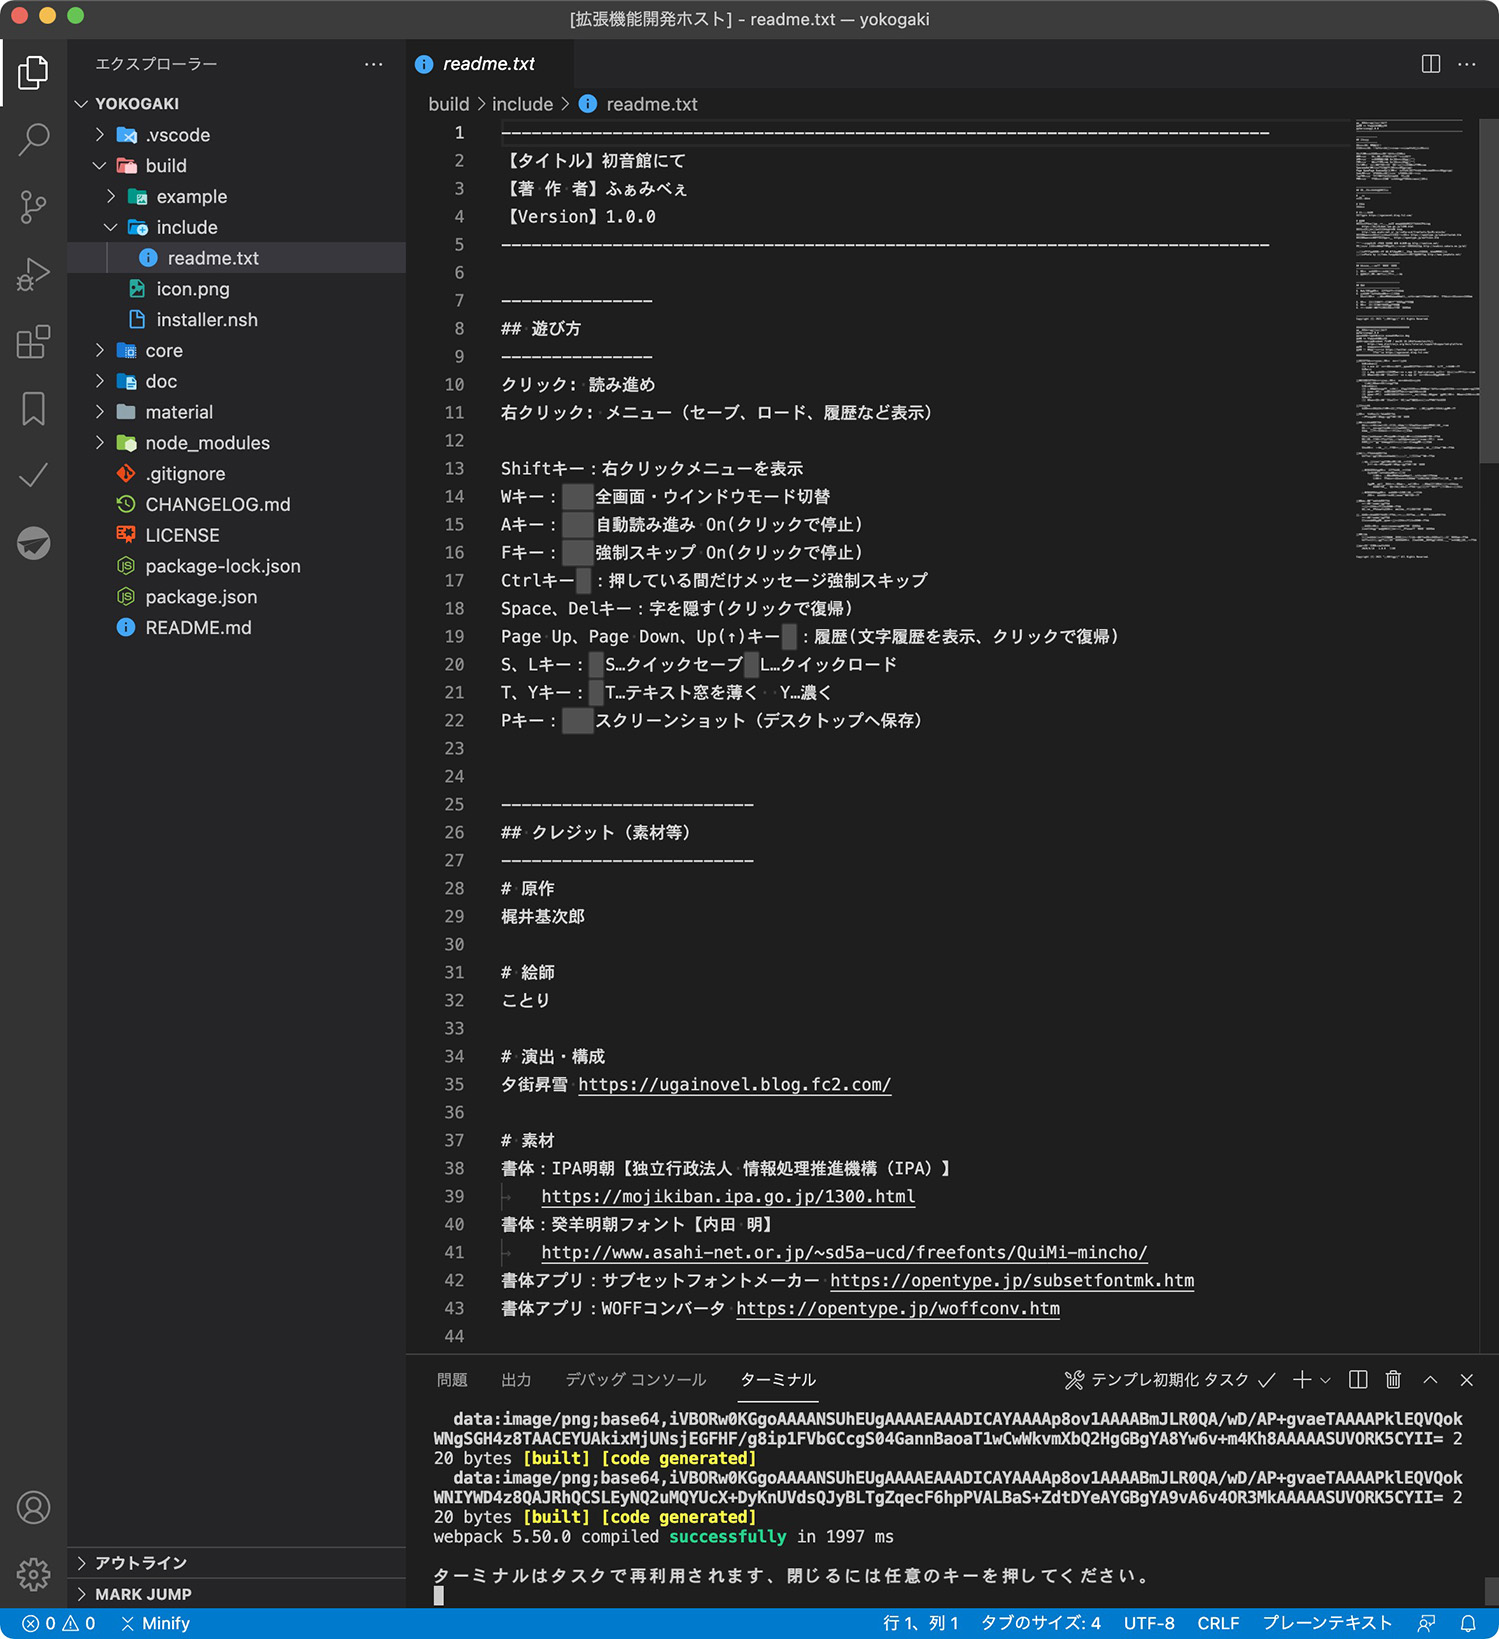 [拡張機能開発ホスト] - readme.txt — yokogaki
エクスプローラー
YOKOGAKI
.vscode
build
example
include
readme.txt
icon.png
installer.nsh
core
doc
material
node_modules
.gitignore
CHANGELOG.md
LICENSE
package-lock.json
package.json
README.md
アウトライン
MARK JUMP
readme.txt
build > include > readme.txt
1 ----------------------------------------------------------------------------
2 【タイトル】初音館にて
3 【著 作 者】ふぁみべぇ
4 【Version】1.0.0
5 ----------------------------------------------------------------------------
6
7 ---------------
8 ## 遊び方
9 ---------------
10 クリック: 読み進め
11 右クリック: メニュー（セーブ、ロード、履歴など表示）
12
13 Shiftキー：右クリックメニューを表示
14 Wキー：　　全画面・ウインドウモード切替
15 Aキー：　　自動読み進み On(クリックで停止)
16 Fキー：　　強制スキップ On(クリックで停止)
17 Ctrlキー　：押している間だけメッセージ強制スキップ
18 Space、Delキー：字を隠す(クリックで復帰)
19 Page Up、Page Down、Up(↑)キー　：履歴(文字履歴を表示、クリックで復帰)
20 S、Lキー：　S…クイックセーブ　L…クイックロード
21 T、Yキー：　T…テキスト窓を薄く  Y…濃く
22 Pキー：　　スクリーンショット（デスクトップへ保存）
23
24
25 -------------------------
26 ## クレジット（素材等）
27 -------------------------
28 # 原作
29 梶井基次郎
30
31 # 絵師
32 ことり
33
34 # 演出・構成
35 夕街昇雪 https://ugainovel.blog.fc2.com/
36
37 # 素材
38 書体：IPA明朝【独立行政法人 情報処理推進機構（IPA）】
39 https://mojikiban.ipa.go.jp/1300.html
40 書体：癸羊明朝フォント【内田 明】
41 http://www.asahi-net.or.jp/~sd5a-ucd/freefonts/QuiMi-mincho/
42 書体アプリ：サブセットフォントメーカー https://opentype.jp/subsetfontmk.htm
43 書体アプリ：WOFFコンバータ https://opentype.jp/woffconv.htm
44
問題 出力 デバッグ コンソール ターミナル テンプレ初期化 タスク
data:image/png;base64,iVBORw0KGgoAAAANSUhEUgAAAAEAAAADICAYAAAAp8ov1AAAABmJLR0QA/wD/AP+gvaeTAAAAPklEQVQok
WNgSGH4z8TAACEYUAkixMjUNsjEGFHF/g8ip1FVbGCcgS04GannBaoaT1wCwWkvmXbQ2HgGBgYA8Yw6v+m4Kh8AAAAASUVORK5CYII= 2
20 bytes [built] [code generated]
data:image/png;base64,iVBORw0KGgoAAAANSUhEUgAAAAEAAAADICAYAAAAp8ov1AAAABmJLR0QA/wD/AP+gvaeTAAAAPklEQVQok
WNIYWD4z8QAJRhQCSLEyNQ2uMQYUcX+DyKnUVdsQJyBLTgZqecF6hpPVALBaS+ZdtDYeAYGBgYA9vA6v4OR3MkAAAAASUVORK5CYII= 2
20 bytes [built] [code generated]
webpack 5.50.0 compiled successfully in 1997 ms
ターミナルはタスクで再利用されます、閉じるには任意のキーを押してください。
0 0 Minify 行 1、列 1 タブのサイズ: 4 UTF-8 CRLF プレーンテキスト